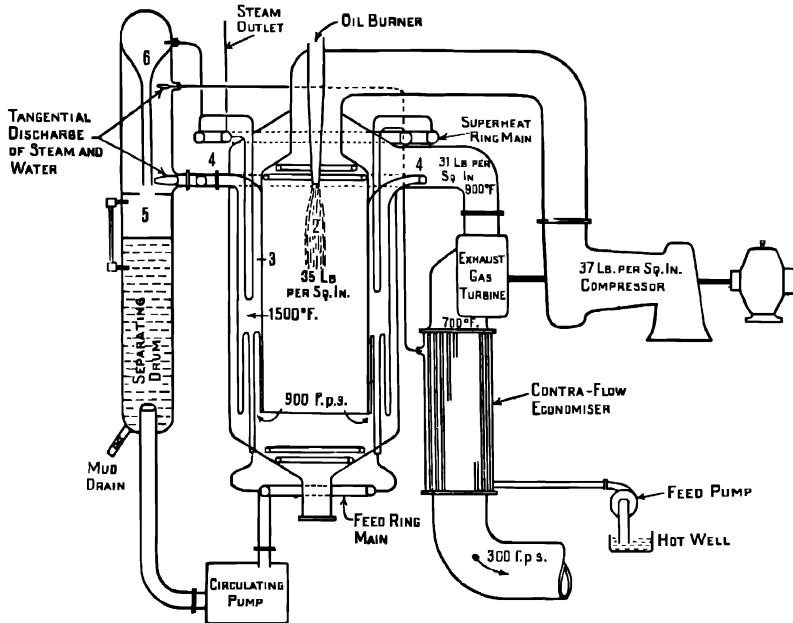 STEAM
OUTLET
OIL BURNER
6
TANGENTIAL
DISCHARGE
OF STEAM AND
WATER
SUPERHEAT
RING MAIN
4
4
31 LB PER
SQ. IN
900°F
5
2
3
35 LB
PER SQ.IN.
EXHAUST
GAS
TURBINE
37 LB. PER SQ.IN.
COMPRESSOR
1500°F.
700°F.
SEPARATING
DRUM
900 f.p.s.
CONTRA-FLOW
ECONOMISER
MUD
DRAIN
FEED PUMP
FEED RING
MAIN
HOT WELL
300 f.p.s.
CIRCULATING
PUMP